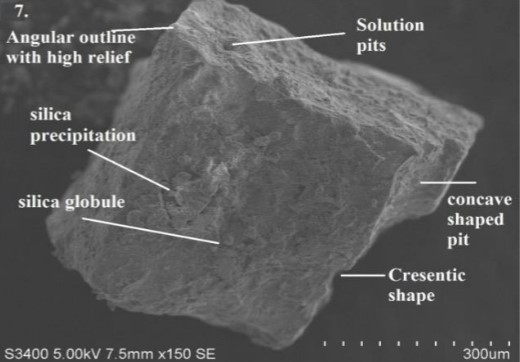 7.
Angular outline
with high relief
Solution
pits
silica
precipitation
silica globule
concave
shaped
pit
Cresentic
shape
S3400 5.00kV 7.5mm x150 SE
300um